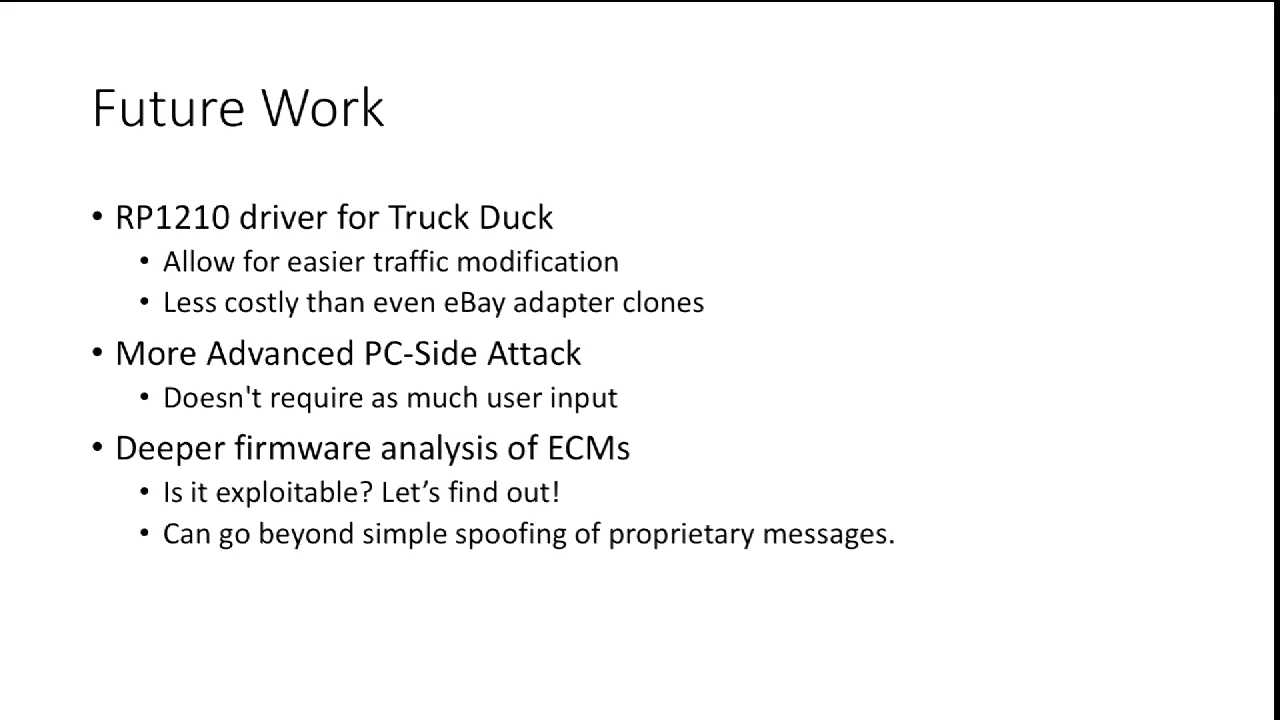 Future Work
• RP1210 driver for Truck Duck
• Allow for easier traffic modification
• Less costly than even eBay adapter clones
• More Advanced PC-Side Attack
• Doesn't require as much user input
• Deeper firmware analysis of ECMs
• Is it exploitable? Let’s find out!
• Can go beyond simple spoofing of proprietary messages.